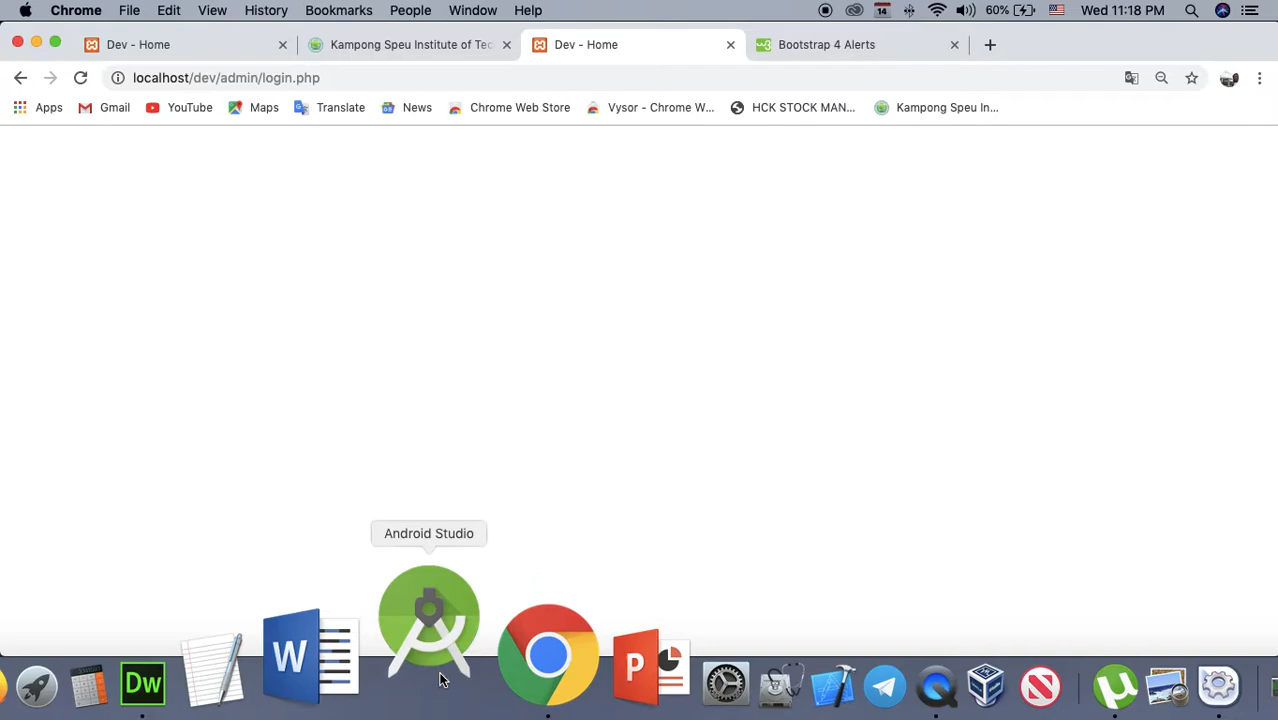 Chrome File Edit View History Bookmarks People Window Help 14 60% Wed 11:18 PM
Dev - Home Kampong Speu Institute of Tec Dev - Home Bootstrap 4 Alerts
localhost/dev/admin/login.php
Apps Gmail YouTube Maps Translate News Chrome Web Store Vysor - Chrome W... HCK STOCK MAN... Kampong Speu In...
Android Studio
Dw W P